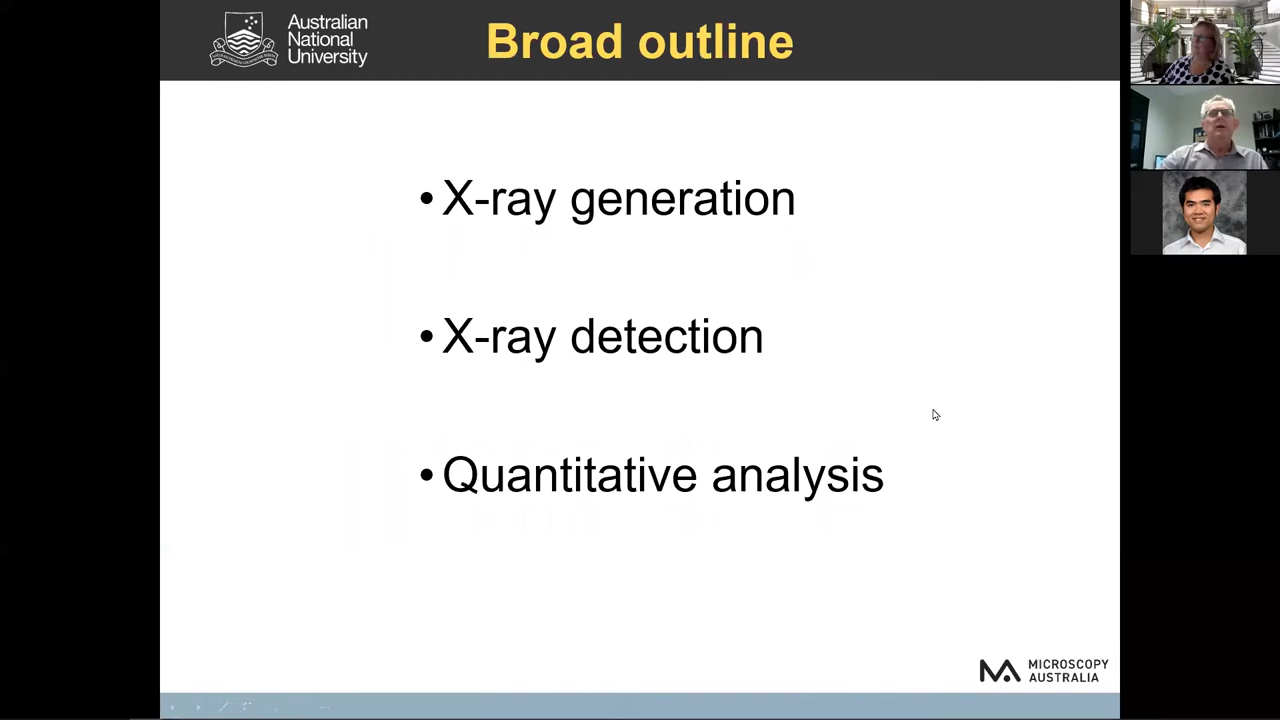 Australian
National
University
Broad outline
• X-ray generation
• X-ray detection
• Quantitative analysis
MICROSCOPY
AUSTRALIA